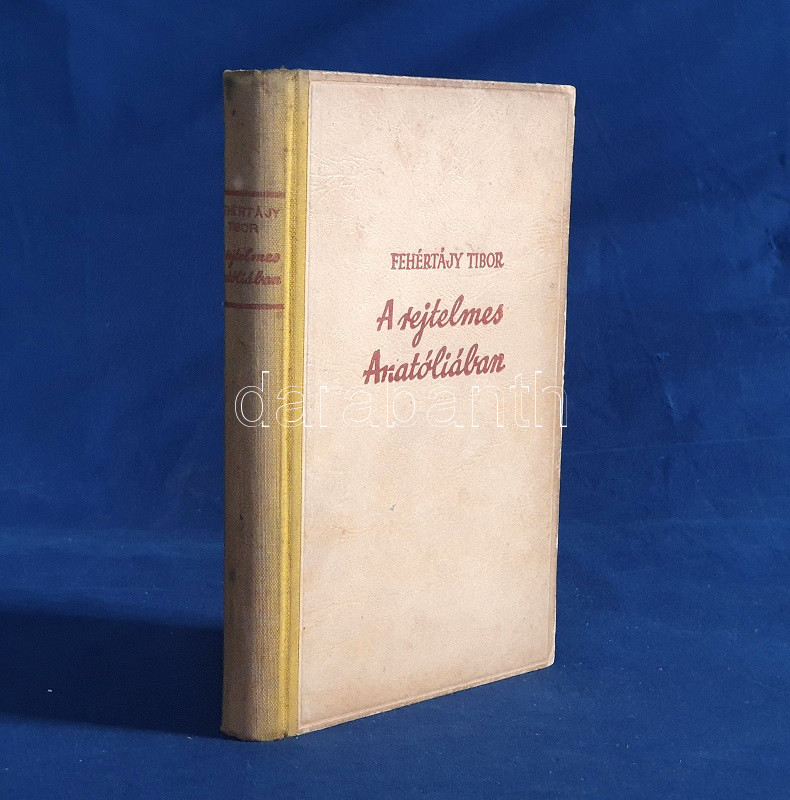 FEHÉRTÁJY
TIBOR
FEHÉRTÁJY TIBOR
A rejtelmes
Anatóliában
darabanth